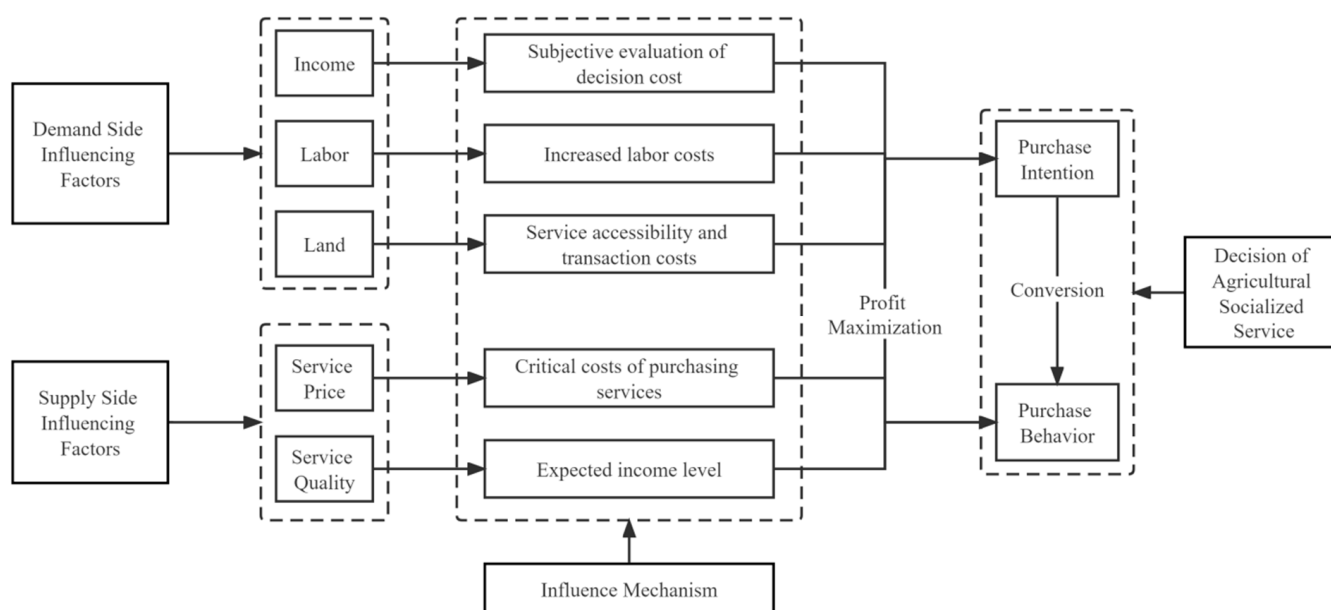 Demand Side
Influencing
Factors
Income
Labor
Land
Subjective evaluation of
decision cost
Increased labor costs
Service accessibility and
transaction costs
Supply Side
Influencing
Factors
Service
Price
Service
Quality
Critical costs of purchasing
services
Expected income level
Influence Mechanism
Profit
Maximization
Purchase
Intention
Conversion
Purchase
Behavior
Decision of
Agricultural
Socialized
Service